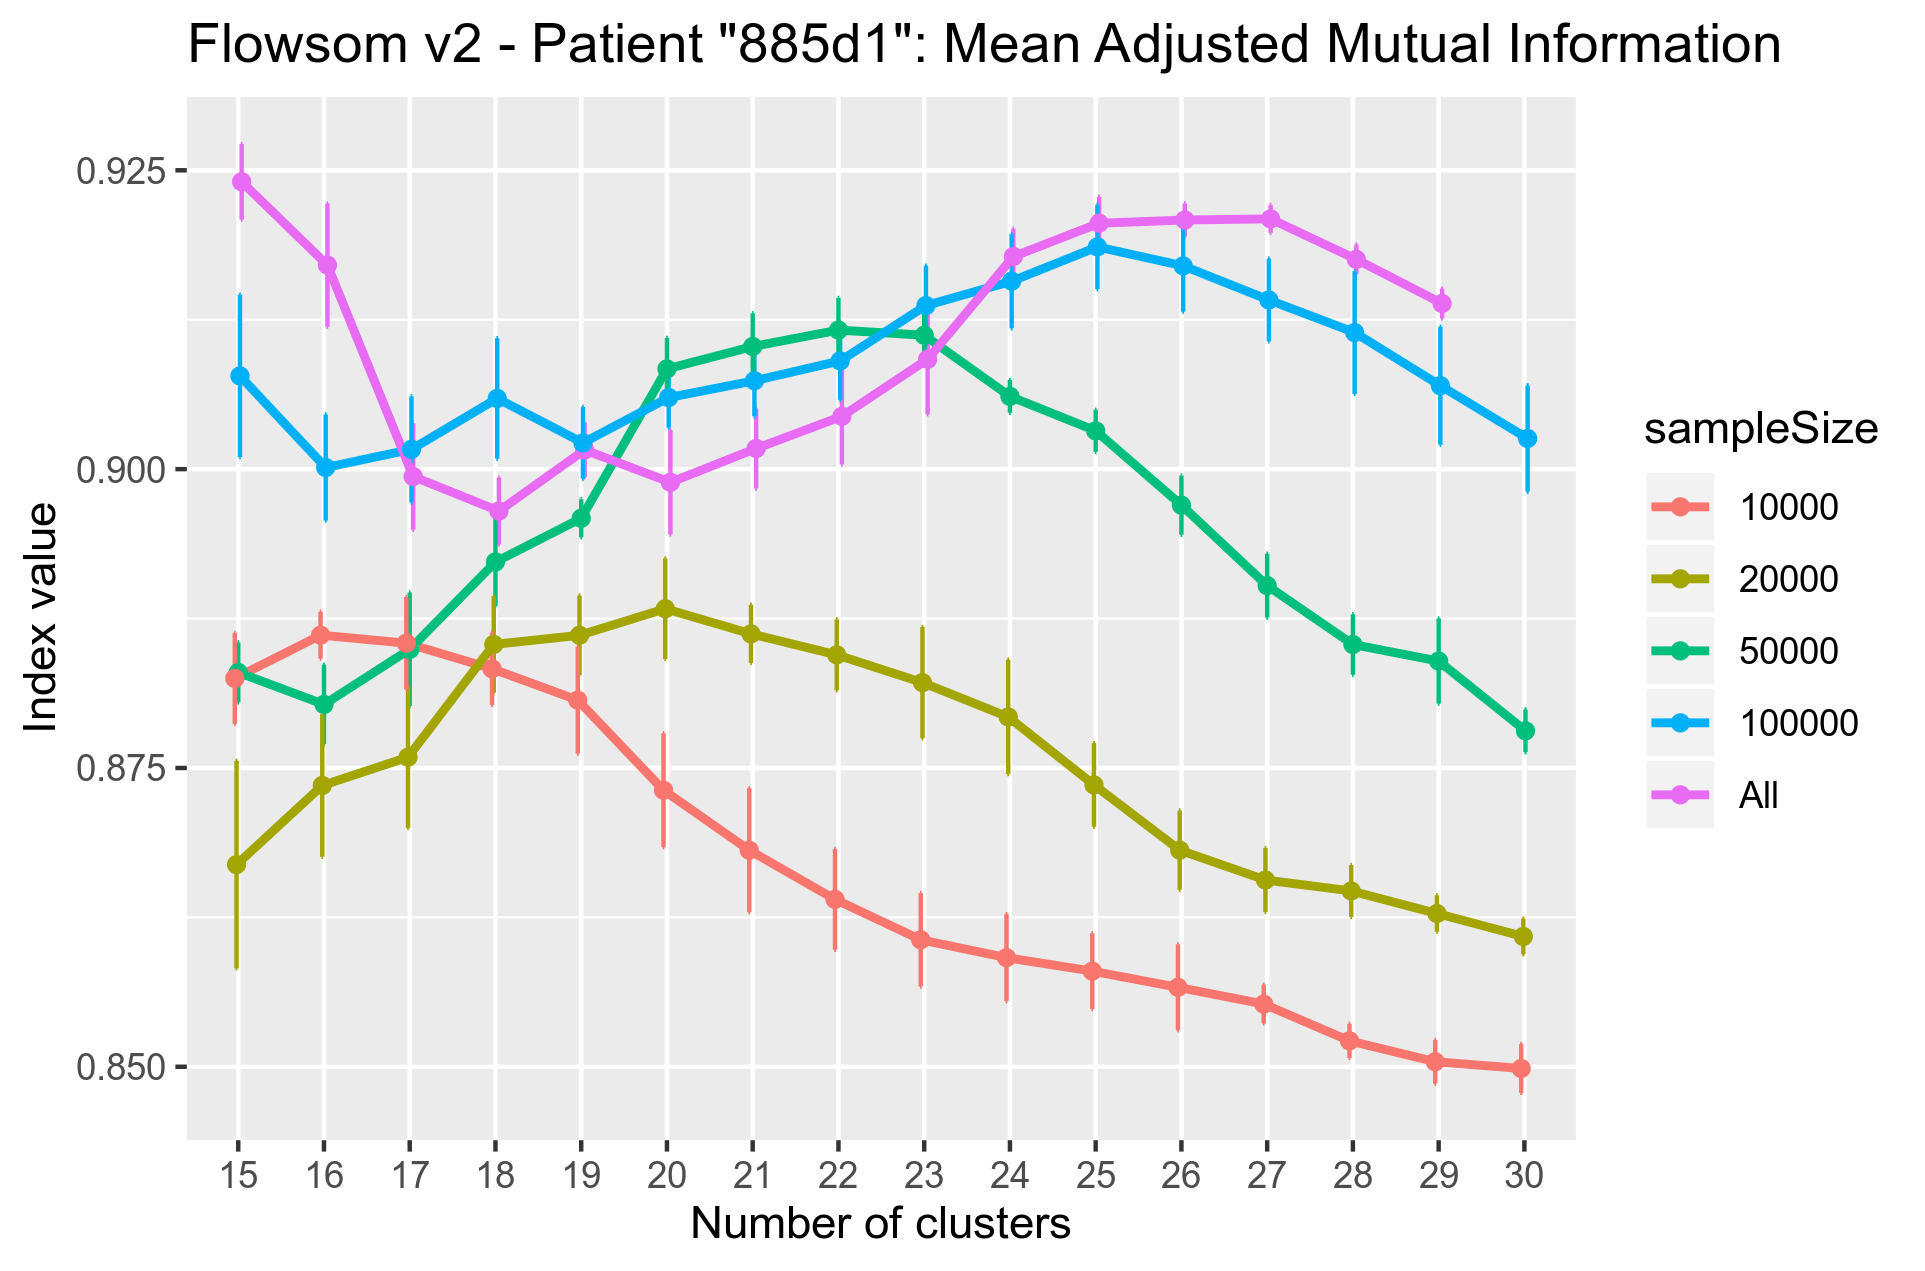 Flowsom v2 - Patient "885d1": Mean Adjusted Mutual Information
Index value
0.925
0.900
0.875
0.850
15 16 17 18 19 20 21 22 23 24 25 26 27 28 29 30
Number of clusters
sampleSize
10000
20000
50000
100000
All